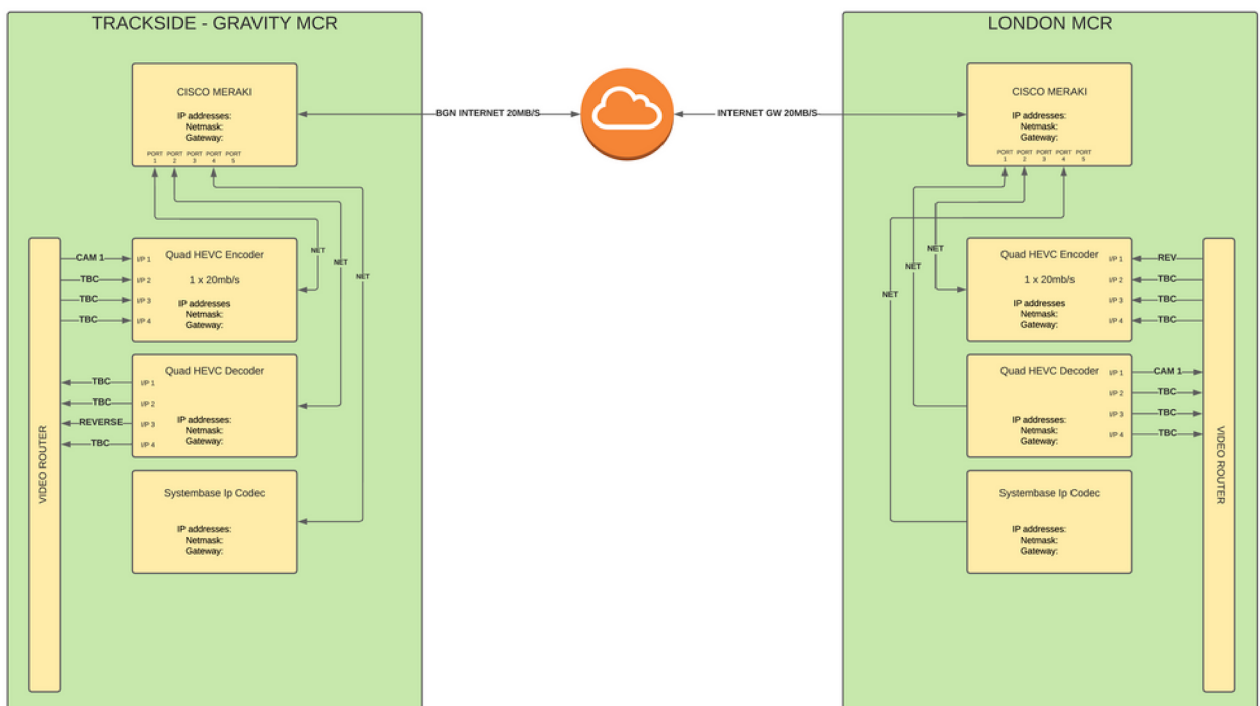 TRACKSIDE - GRAVITY MCR
CISCO MERAKI
IP addresses:
Netmask:
Gateway:
PORT 1
PORT 2
PORT 3
PORT 4
PORT 5
BGN INTERNET 20MB/S
INTERNET GW 20MB/S
NET
NET
NET
VIDEO ROUTER
CAM 1
TBC
TBC
TBC
I/P 1
I/P 2
I/P 3
I/P 4
Quad HEVC Encoder
1 x 20mb/s
IP addresses
Netmask:
Gateway:
TBC
TBC
REVERSE
TBC
I/P 1
I/P 2
I/P 3
I/P 4
Quad HEVC Decoder
IP addresses:
Netmask:
Gateway:
Systembase Ip Codec
IP addresses:
Netmask:
Gateway:
LONDON MCR
CISCO MERAKI
IP addresses:
Netmask:
Gateway:
PORT 1
PORT 2
PORT 3
PORT 4
PORT 5
NET
NET
NET
Quad HEVC Encoder
1 x 20mb/s
IP addresses
Netmask:
Gateway:
I/P 1
I/P 2
I/P 3
I/P 4
REV
TBC
TBC
TBC
Quad HEVC Decoder
IP addresses:
Netmask:
Gateway:
I/P 1
I/P 2
I/P 3
I/P 4
CAM 1
TBC
TBC
TBC
Systembase Ip Codec
IP addresses:
Netmask:
Gateway:
VIDEO ROUTER